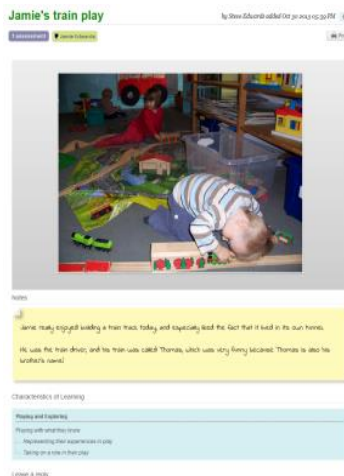 Jamie's train play
by Steve Edwards added Oct 30 2013 05:59 PM
1 assessment
Jamie Edwards
Notes
Jamie really enjoyed building a train track today, and especially liked the fact that it had in its own tunnel.
He was the train driver, and his train was called Thomas, which was very funny because Thomas is also his
brother's name!
Characteristics of Learning
Playing and Exploring
Playing with what they know
Representing their experiences in play
Taking on a role in their play